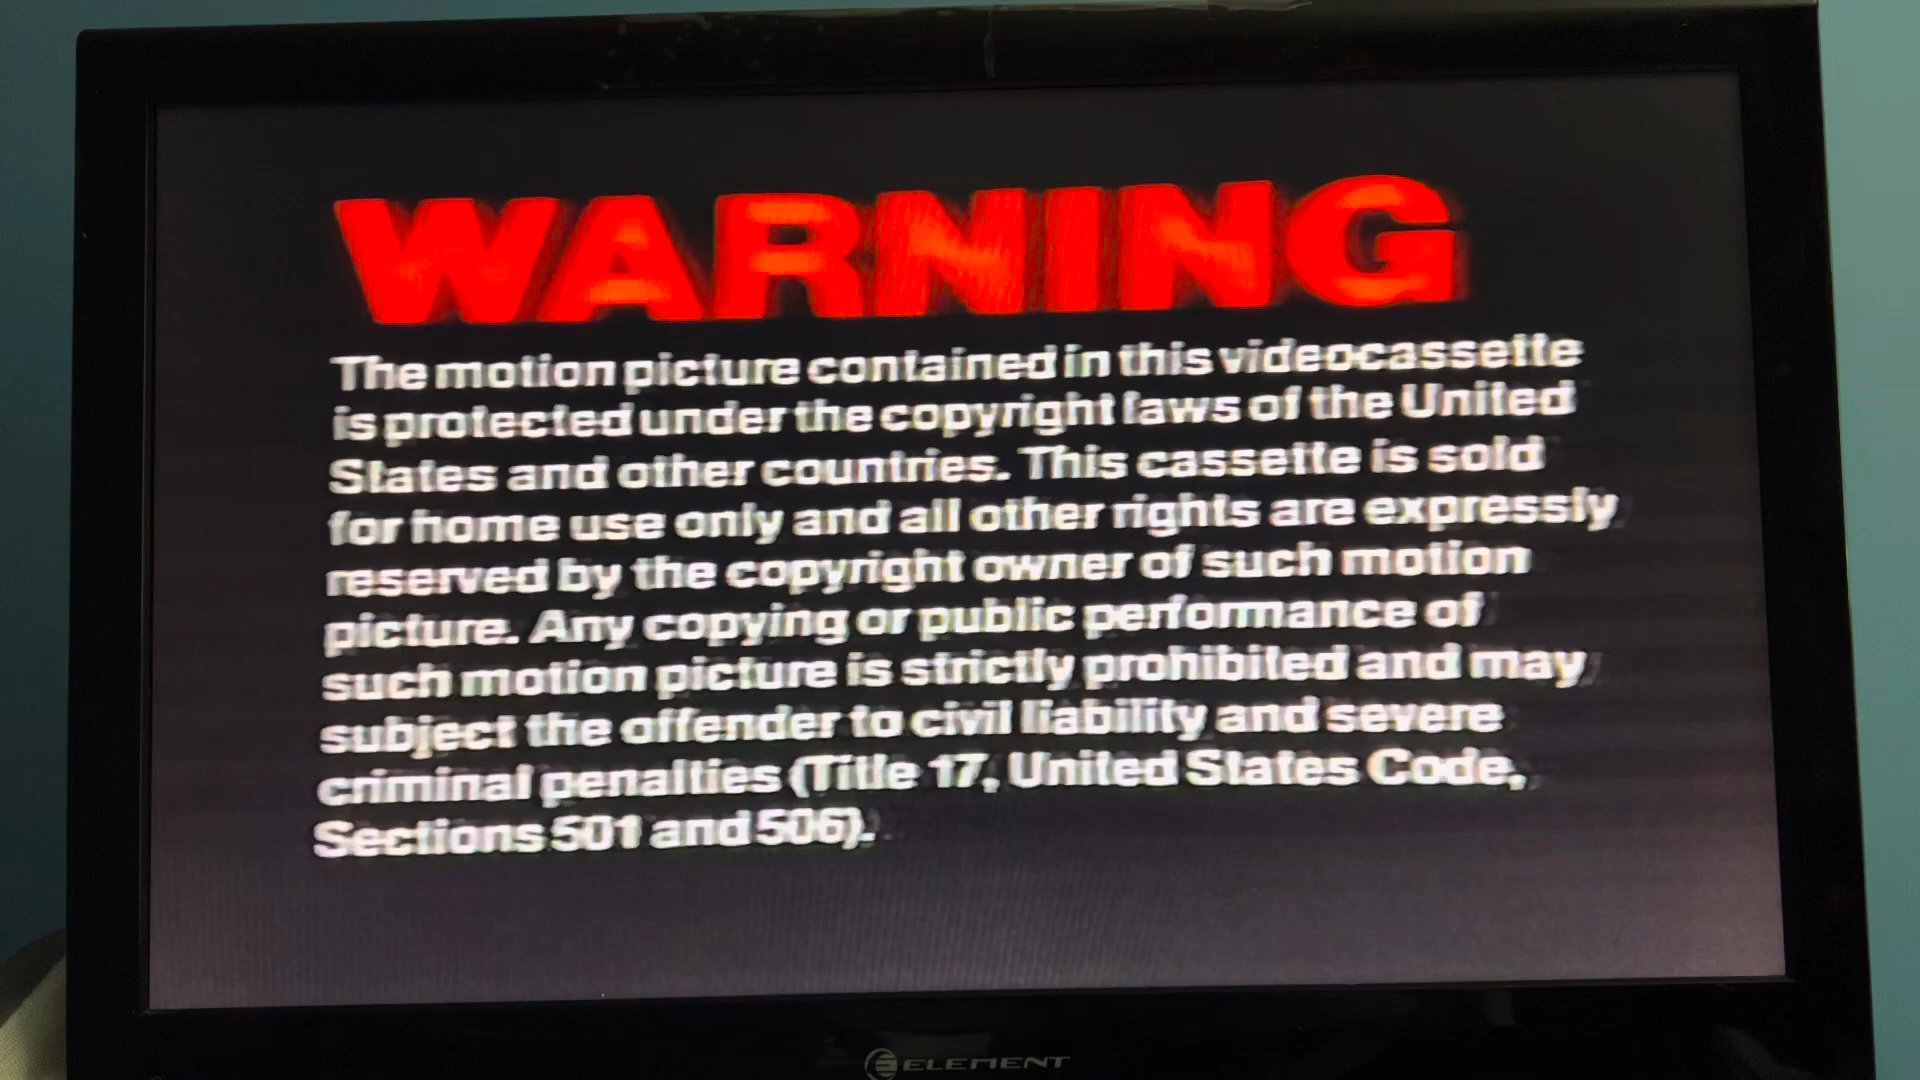 WARNING
The motion picture contained in this videocassette
is protected under the copyright laws of the United
States and other countries. This cassette is sold
for home use only and all other rights are expressly
reserved by the copyright owner of such motion
picture. Any copying or public performance of
such motion picture is strictly prohibited and may
subject the offender to civil liability and severe
criminal penalties (Title 17, United States Code,
Sections 501 and 506).
ELEMENT